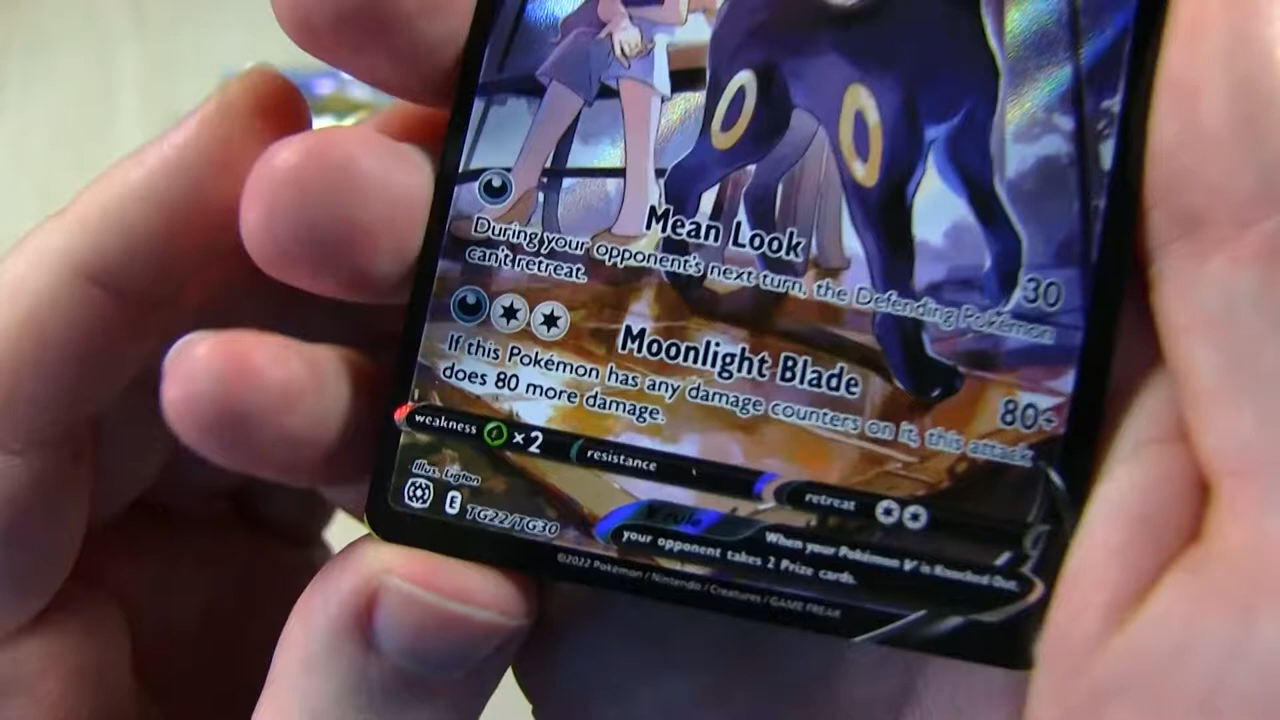 Mean Look
30
During your opponent's next turn, the Defending Pokémon
can't retreat.
Moonlight Blade
80+
If this Pokémon has any damage counters on it, this attack
does 80 more damage.
weakness ×2 resistance retreat
Illus. Ligton
E TG22/TG30
V rule When your Pokémon V is Knocked Out,
your opponent takes 2 Prize cards.
©2022 Pokémon / Nintendo / Creatures / GAME FREAK